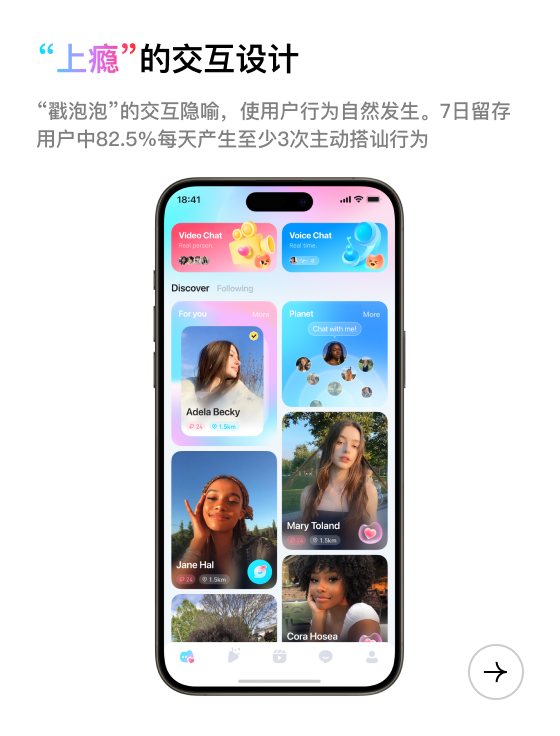 “上瘾”的交互设计
“戳泡泡”的交互隐喻，使用户行为自然发生。7日留存
用户中82.5%每天产生至少3次主动搭讪行为
18:41
Video Chat
Real person.
Voice Chat
Real time.
Discover Following
For you More
Planet More
Chat with me!
Adela Becky
24 1.5km
Mary Toland
24 1.5km
Jane Hal
24 1.5km
Cora Hosea